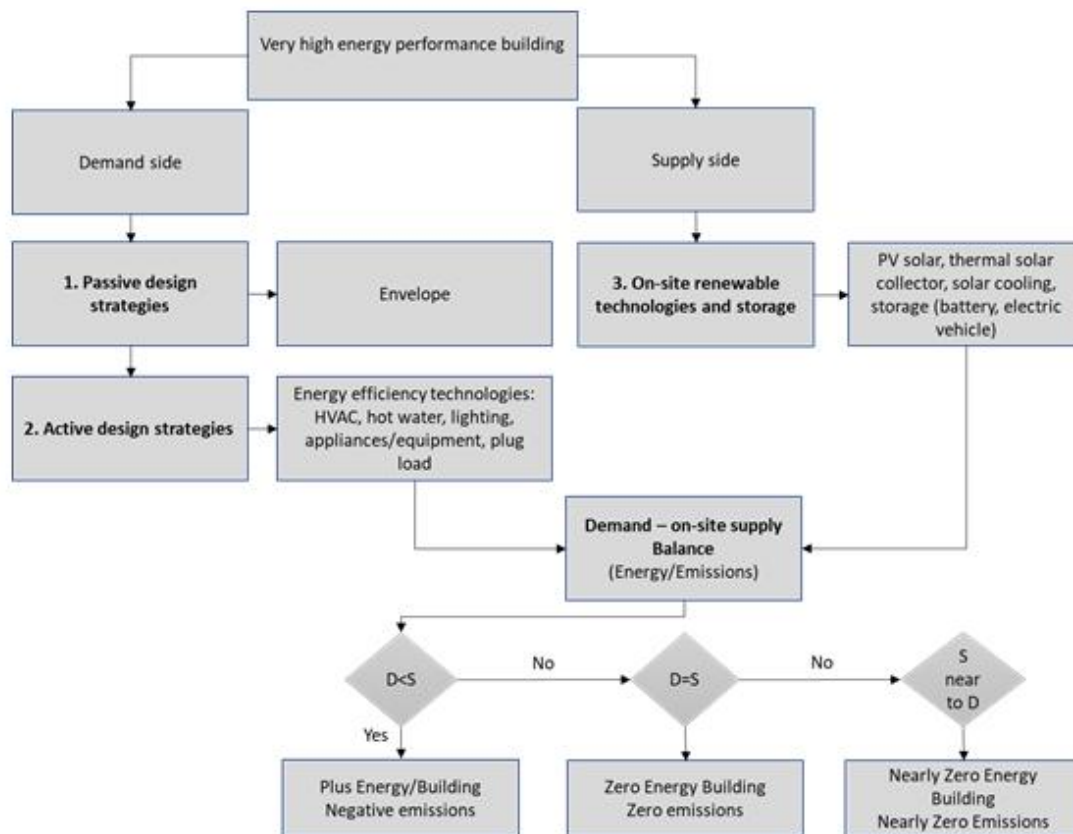 Very high energy performance building
Demand side
Supply side
1. Passive design
strategies
Envelope
3. On-site renewable
technologies and storage
PV solar, thermal solar
collector, solar cooling,
storage (battery, electric
vehicle)
2. Active design strategies
Energy efficiency technologies:
HVAC, hot water, lighting,
appliances/equipment, plug
load
Demand – on-site supply
Balance
(Energy/Emissions)
D<S
No
D=S
No
S
near
to D
Yes
Plus Energy/Building
Negative emissions
Zero Energy Building
Zero emissions
Nearly Zero Energy
Building
Nearly Zero Emissions